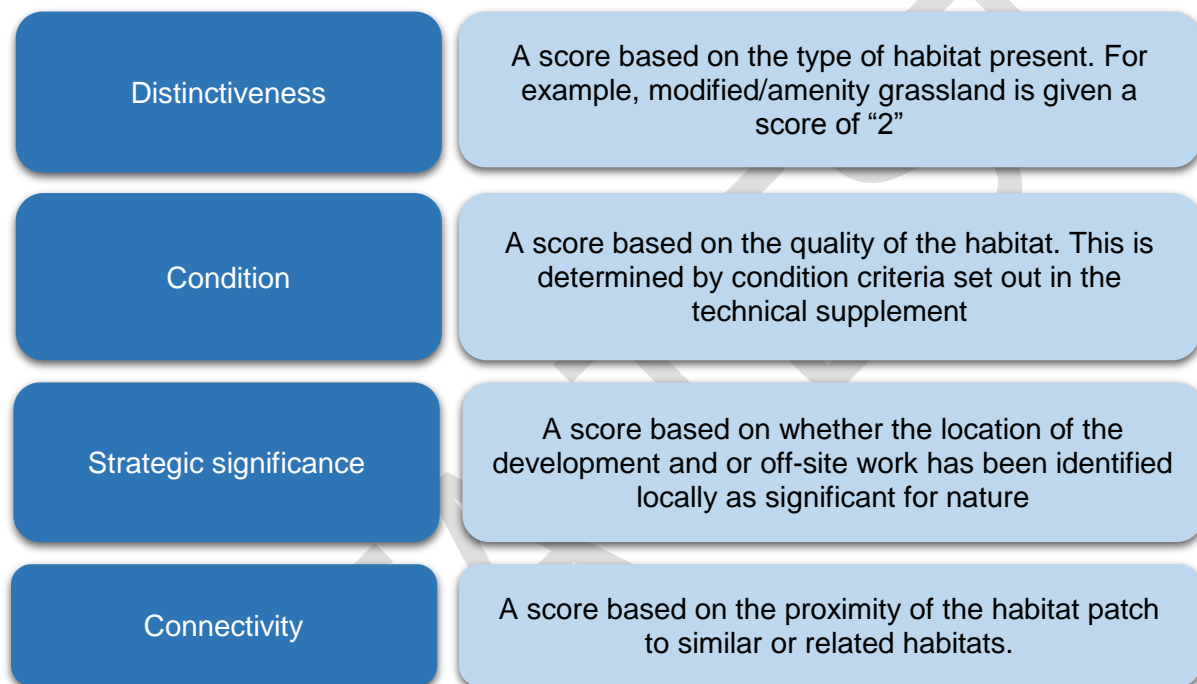 Distinctiveness
A score based on the type of habitat present. For
example, modified/amenity grassland is given a
score of “2”
Condition
A score based on the quality of the habitat. This is
determined by condition criteria set out in the
technical supplement
Strategic significance
A score based on whether the location of the
development and or off-site work has been identified
locally as significant for nature
Connectivity
A score based on the proximity of the habitat patch
to similar or related habitats.